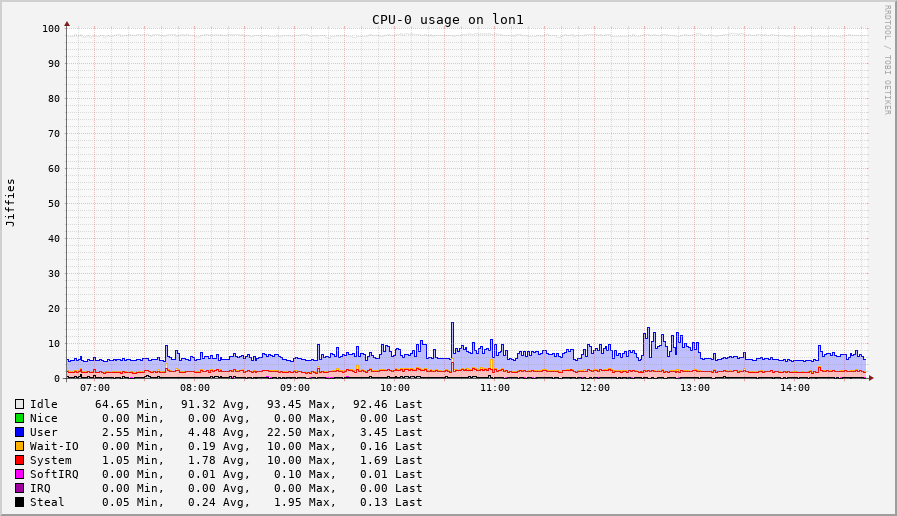 CPU-0 usage on lon1
RRDTOOL / TOBI OETIKER
Jiffies
100
90
80
70
60
50
40
30
20
10
0
07:00 08:00 09:00 10:00 11:00 12:00 13:00 14:00
Idle 64.65 Min, 91.32 Avg, 93.45 Max, 92.46 Last
Nice 0.00 Min, 0.00 Avg, 0.00 Max, 0.00 Last
User 2.55 Min, 4.48 Avg, 22.50 Max, 3.45 Last
Wait-IO 0.00 Min, 0.19 Avg, 10.00 Max, 0.16 Last
System 1.05 Min, 1.78 Avg, 10.00 Max, 1.69 Last
SoftIRQ 0.00 Min, 0.01 Avg, 0.10 Max, 0.01 Last
IRQ 0.00 Min, 0.00 Avg, 0.00 Max, 0.00 Last
Steal 0.05 Min, 0.24 Avg, 1.95 Max, 0.13 Last